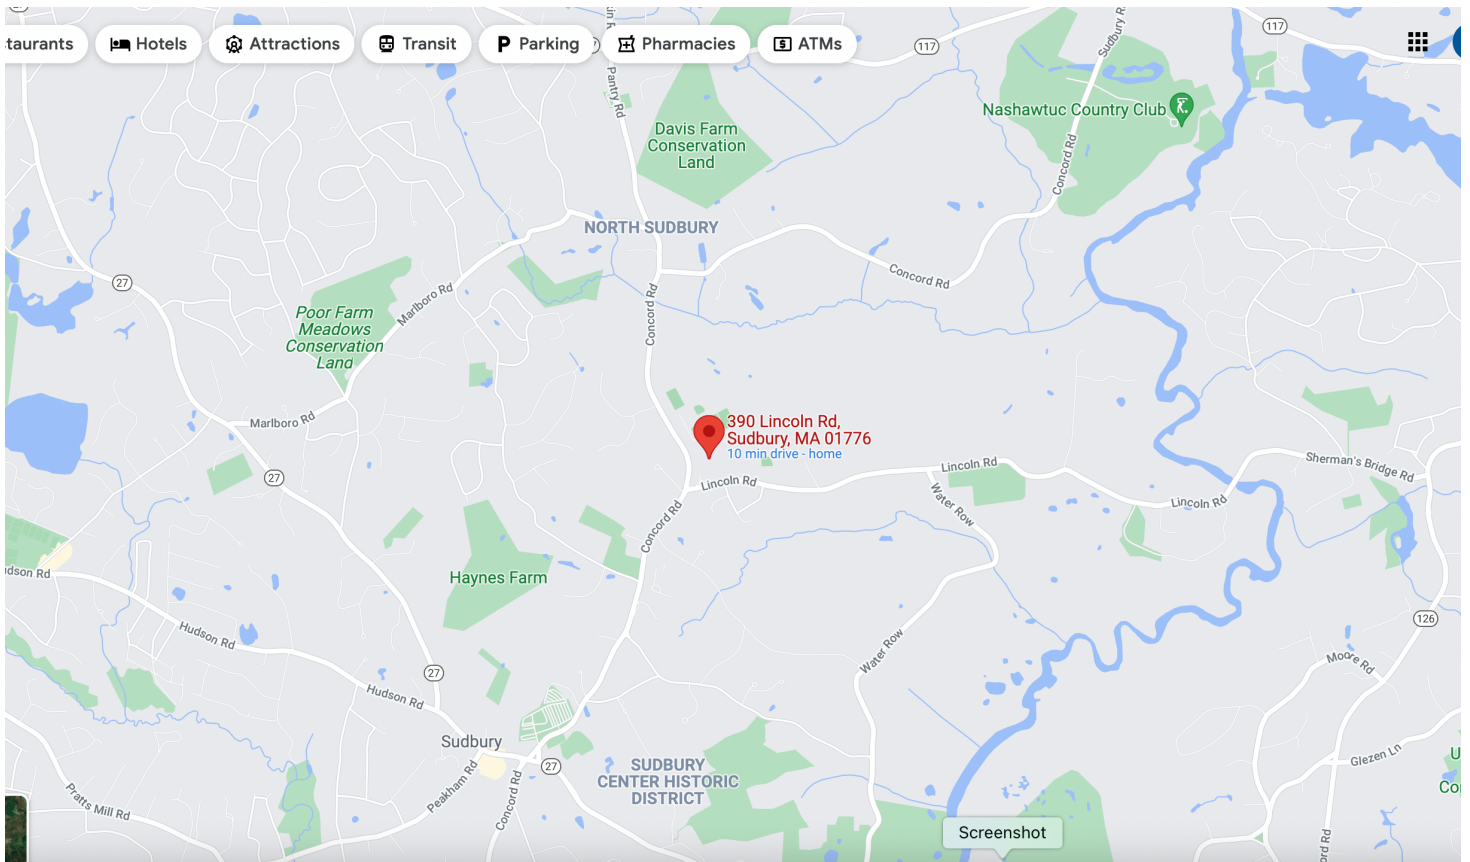 taurants
Hotels
Attractions
Transit
Parking
Pharmacies
ATMs
117
117
Sudbury R
Pantry Rd
Nashawtuc Country Club
Davis Farm
Conservation
Land
Concord Rd
NORTH SUDBURY
27
Concord Rd
Marlboro Rd
Concord Rd
Poor Farm
Meadows
Conservation
Land
Marlboro Rd
390 Lincoln Rd,
Sudbury, MA 01776
10 min drive - home
27
Lincoln Rd
Lincoln Rd
Sherman's Bridge Rd
Water Row
Lincoln Rd
Concord Rd
Haynes Farm
dson Rd
126
Hudson Rd
Water Row
Moore Rd
27
Hudson Rd
Sudbury
27
SUDBURY
CENTER HISTORIC
DISTRICT
Glezen Ln
U
Co
Peakham Rd
Concord Rd
Pratts Mill Rd
Screenshot
ord Rd